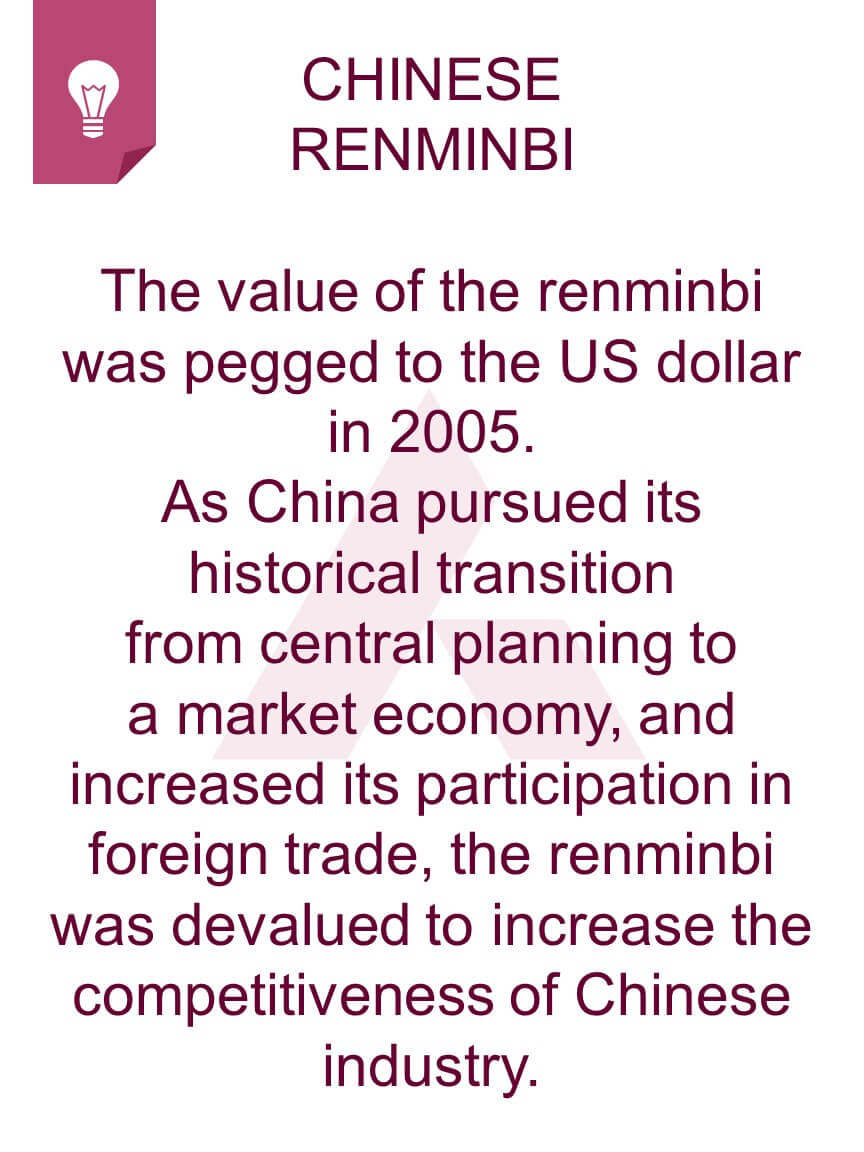 CHINESE
RENMINBI
The value of the renminbi
was pegged to the US dollar
in 2005.
As China pursued its
historical transition
from central planning to
a market economy, and
increased its participation in
foreign trade, the renminbi
was devalued to increase the
competitiveness of Chinese
industry.